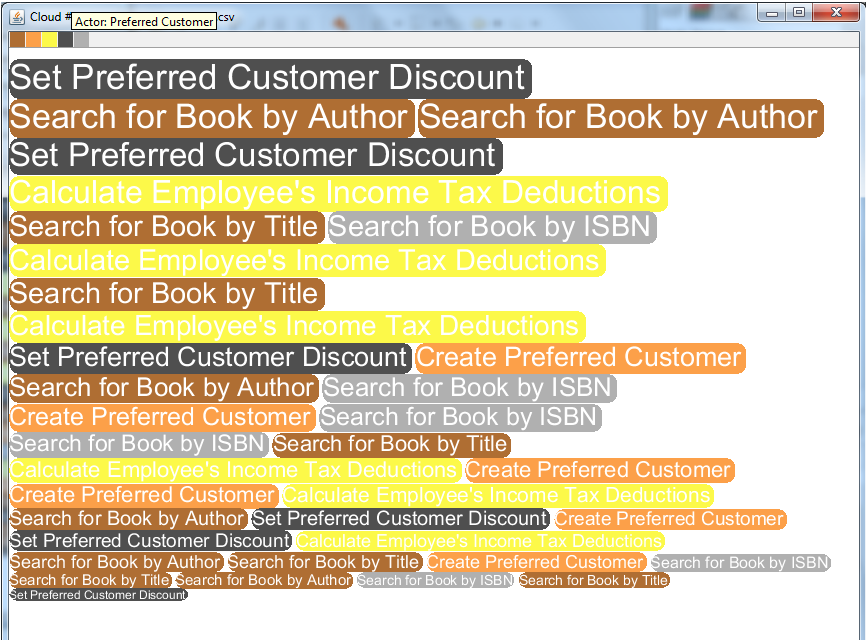 Cloud #
Actor: Preferred Customer
csv
Set Preferred Customer Discount
Search for Book by Author Search for Book by Author
Set Preferred Customer Discount
Calculate Employee's Income Tax Deductions
Search for Book by Title Search for Book by ISBN
Calculate Employee's Income Tax Deductions
Search for Book by Title
Calculate Employee's Income Tax Deductions
Set Preferred Customer Discount Create Preferred Customer
Search for Book by Author Search for Book by ISBN
Create Preferred Customer Search for Book by ISBN
Search for Book by ISBN Search for Book by Title
Calculate Employee's Income Tax Deductions Create Preferred Customer
Create Preferred Customer Calculate Employee's Income Tax Deductions
Search for Book by Author Set Preferred Customer Discount Create Preferred Customer
Set Preferred Customer Discount Calculate Employee's Income Tax Deductions
Search for Book by Author Search for Book by Title Create Preferred Customer Search for Book by ISBN
Search for Book by Title Search for Book by Author Search for Book by ISBN Search for Book by Title
Set Preferred Customer Discount